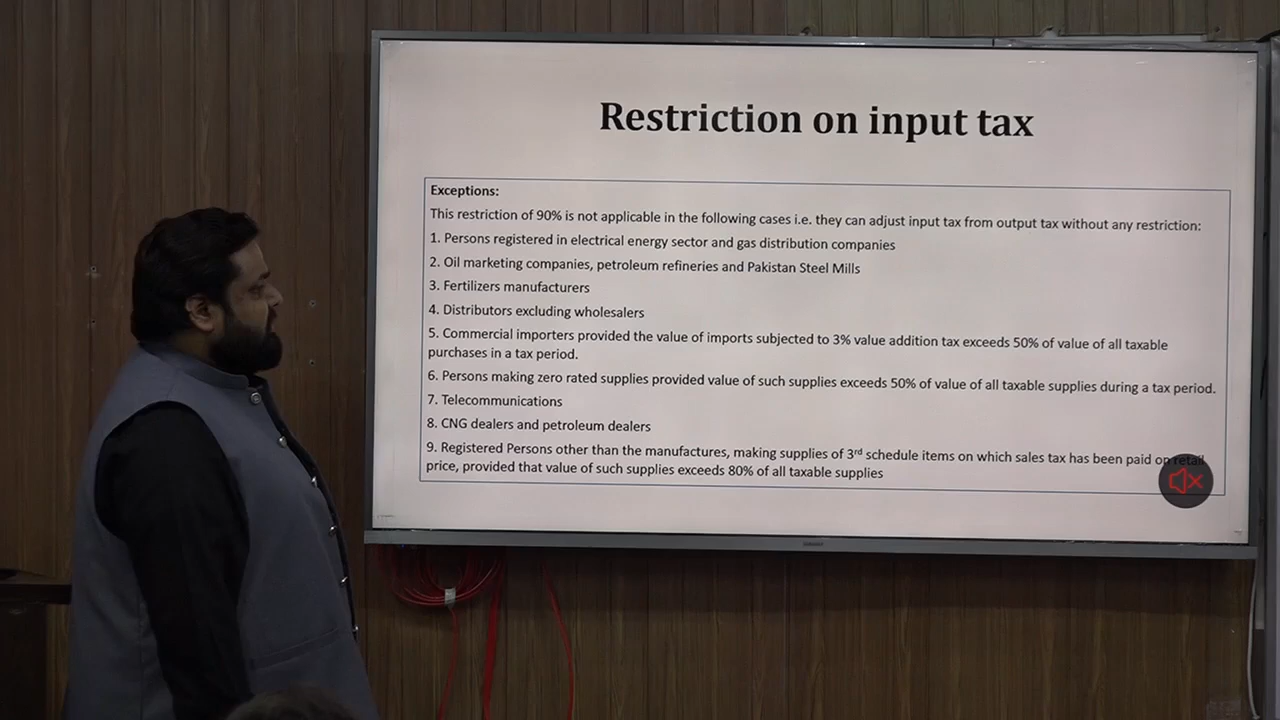 Restriction on input tax
Exceptions:
This restriction of 90% is not applicable in the following cases i.e. they can adjust input tax from output tax without any restriction:
1. Persons registered in electrical energy sector and gas distribution companies
2. Oil marketing companies, petroleum refineries and Pakistan Steel Mills
3. Fertilizers manufacturers
4. Distributors excluding wholesalers
5. Commercial importers provided the value of imports subjected to 3% value addition tax exceeds 50% of value of all taxable
purchases in a tax period.
6. Persons making zero rated supplies provided value of such supplies exceeds 50% of value of all taxable supplies during a tax period.
7. Telecommunications
8. CNG dealers and petroleum dealers
9. Registered Persons other than the manufactures, making supplies of 3rd schedule items on which sales tax has been paid on retail
price, provided that value of such supplies exceeds 80% of all taxable supplies